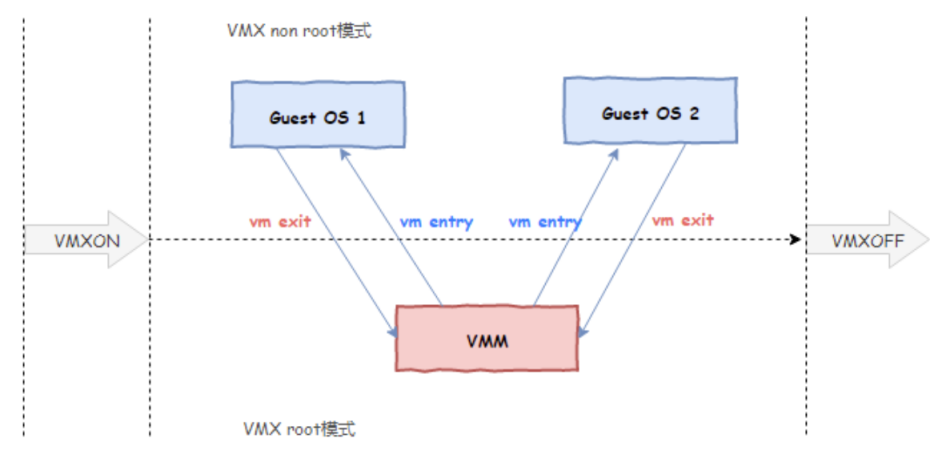 VMX non root模式
Guest OS 1
Guest OS 2
vm exit
vm entry
vm entry
vm exit
VMXON
VMXOFF
VMM
VMX root模式